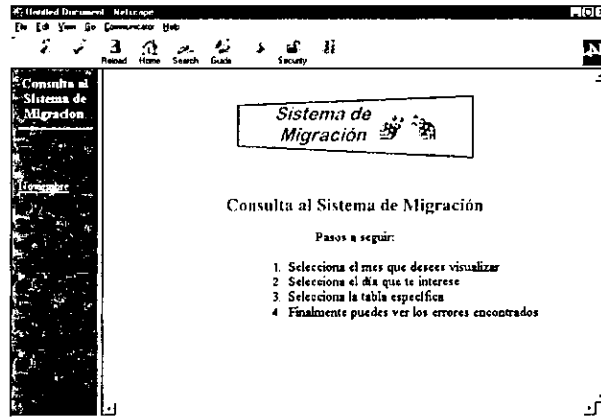 Untitled Document Netscape
File Edit View Go Communicator Help
Reload Home Search Guide Security
N
Consulta al
Sistema de
Migracion
Noviembre
Sistema de
Migración
Consulta al Sistema de Migración
Pasos a seguir:
1. Selecciona el mes que desees visualizar
2 Selecciona el día que te interese
3. Selecciona la tabla específica
4 Finalmente puedes ver los errores encontrados